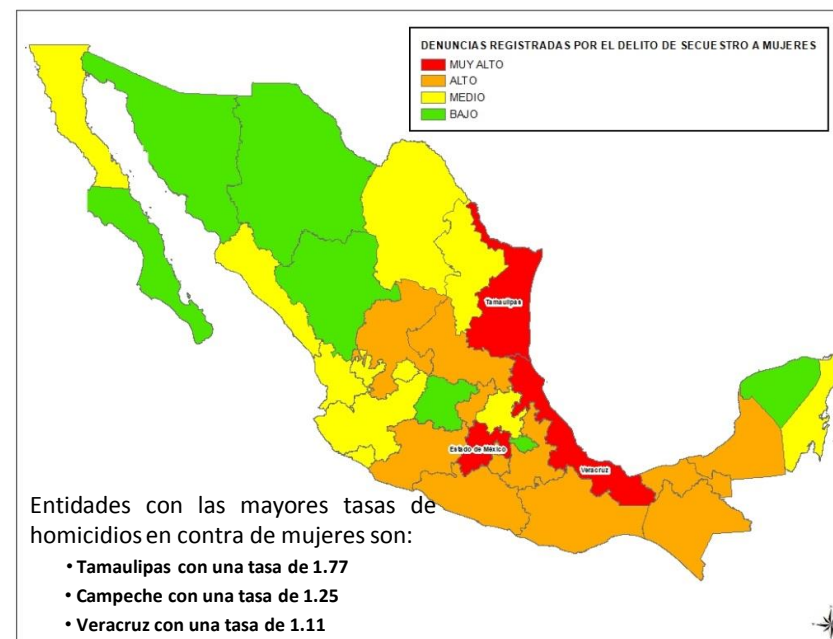 DENUNCIAS REGISTRADAS POR EL DELITO DE SECUESTRO A MUJERES
MUY ALTO
ALTO
MEDIO
BAJO
Tamaulipas
Estado de México
Veracruz
Entidades con las mayores tasas de
homicidios en contra de mujeres son:
• Tamaulipas con una tasa de 1.77
• Campeche con una tasa de 1.25
• Veracruz con una tasa de 1.11